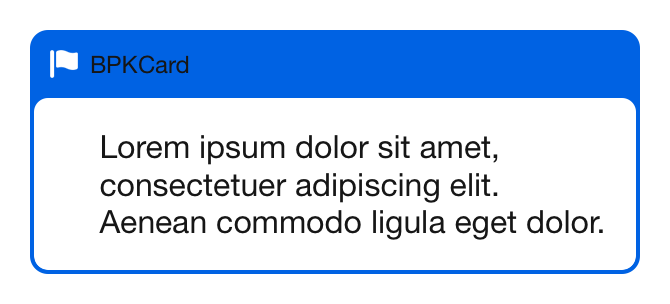 BPKCard
Lorem ipsum dolor sit amet,
consectetuer adipiscing elit.
Aenean commodo ligula eget dolor.